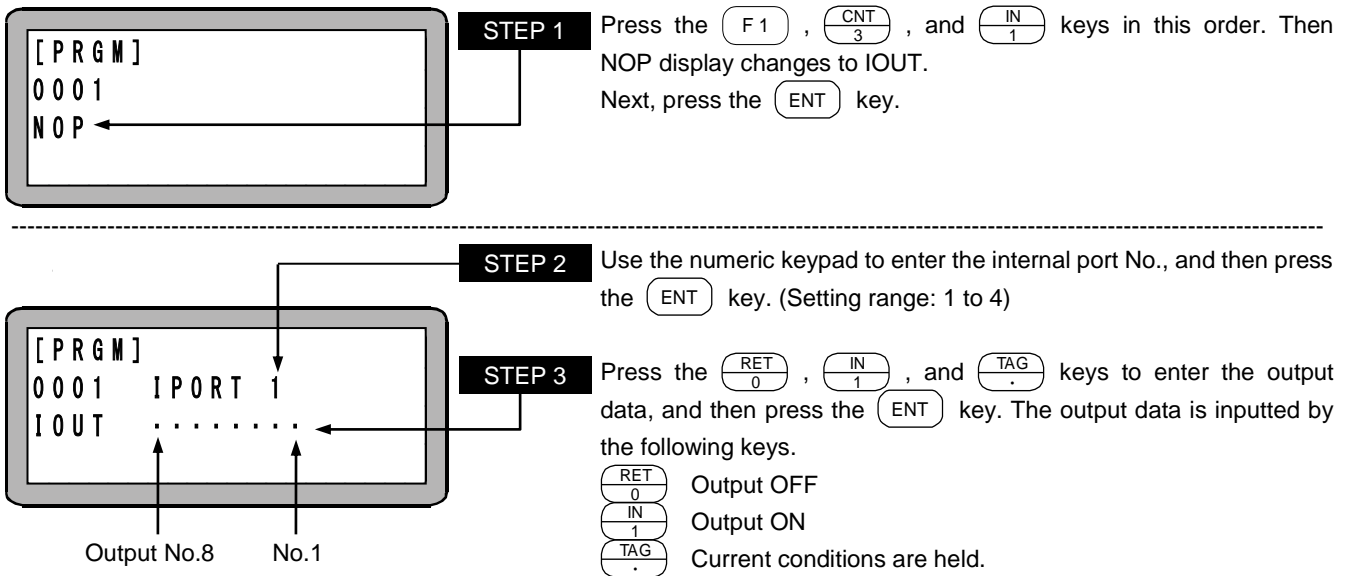 [PRGM]
0001
NOP
STEP 1
Press the F1 , CNT 3 , and IN 1 keys in this order. Then
NOP display changes to IOUT.
Next, press the ENT key.
STEP 2
Use the numeric keypad to enter the internal port No., and then press
the ENT key. (Setting range: 1 to 4)
[PRGM]
0001 IPORT 1
IOUT ········
Output No.8 No.1
STEP 3
Press the RET 0 , IN 1 , and TAG · keys to enter the output
data, and then press the ENT key. The output data is inputted by
the following keys.
RET 0 Output OFF
IN 1 Output ON
TAG · Current conditions are held.